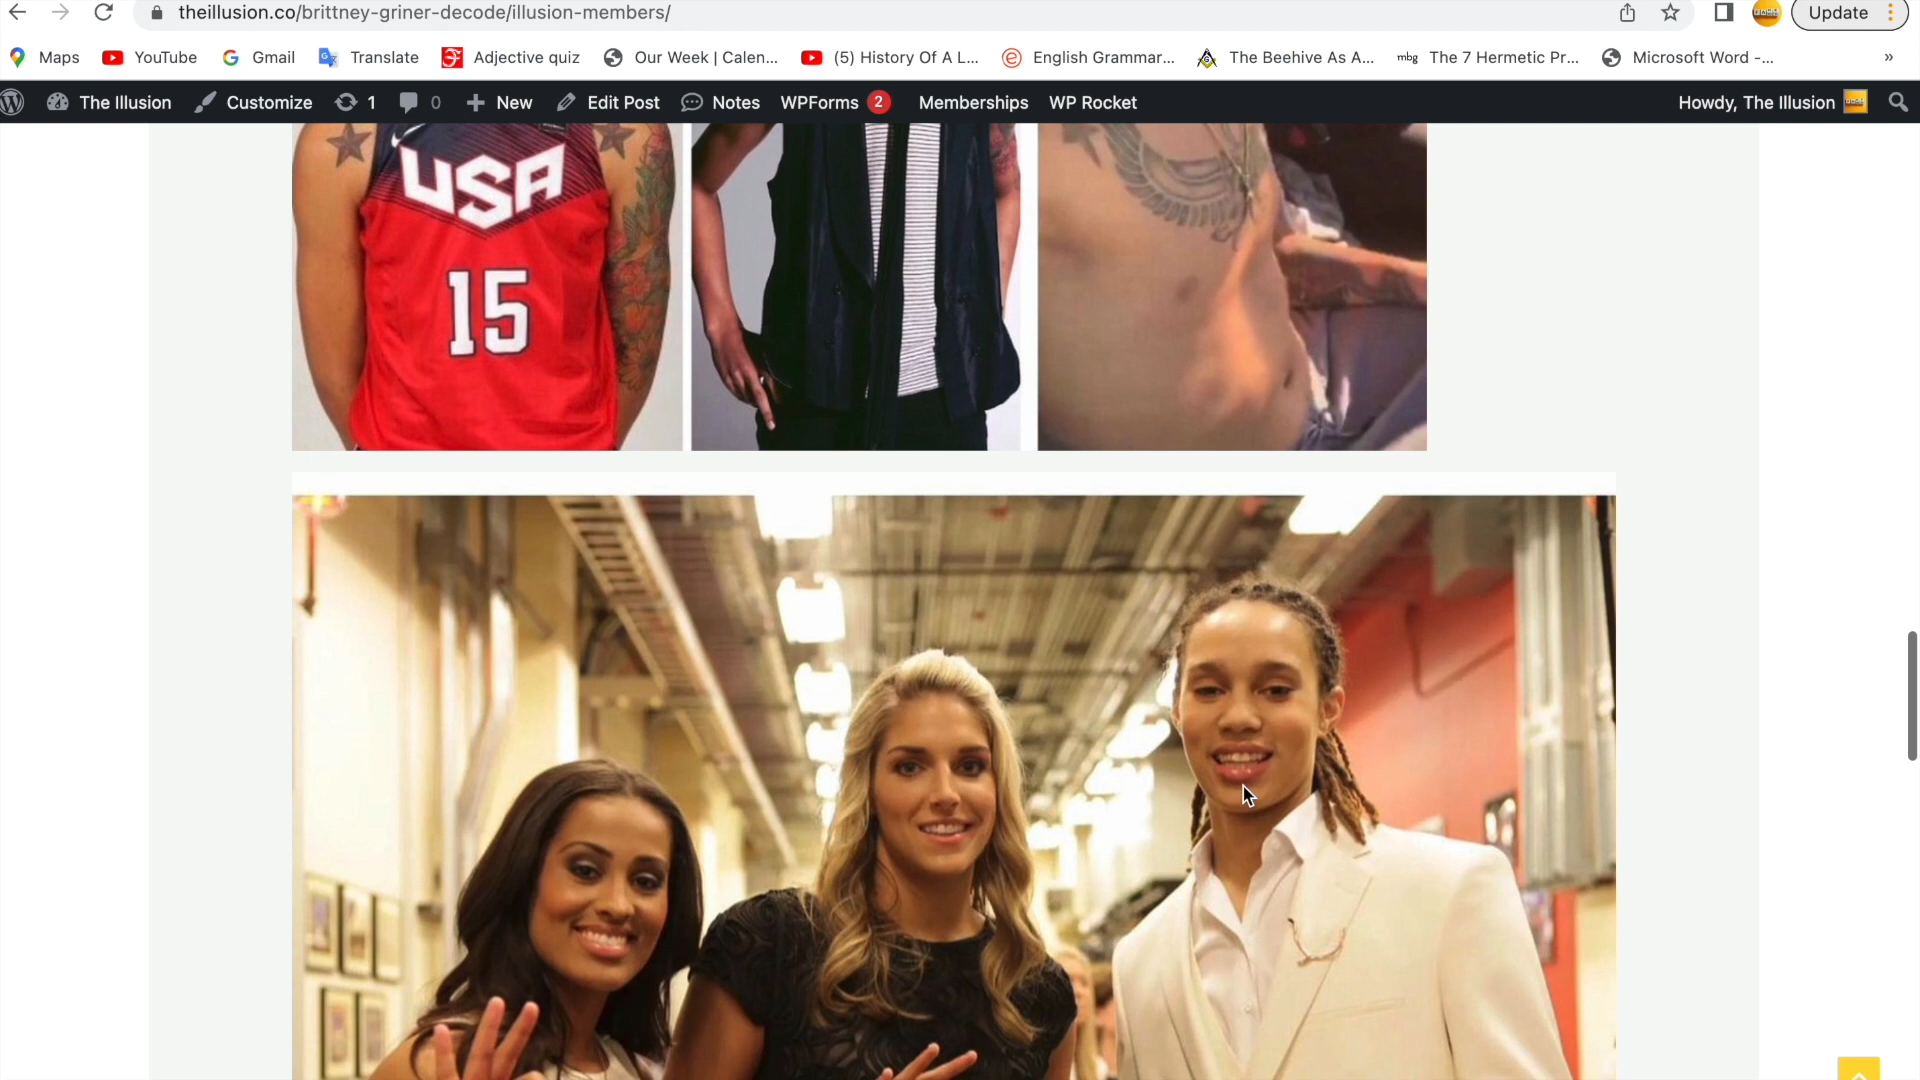 theillusion.co/brittney-griner-decode/illusion-members/
Update
Maps
YouTube
Gmail
Translate
Adjective quiz
Our Week | Calen...
(5) History Of A L...
English Grammar...
The Beehive As A...
mbg
The 7 Hermetic Pr...
Microsoft Word -...
»
The Illusion
Customize
1
0
New
Edit Post
Notes
WPForms 2
Memberships
WP Rocket
Howdy, The Illusion
USA
15